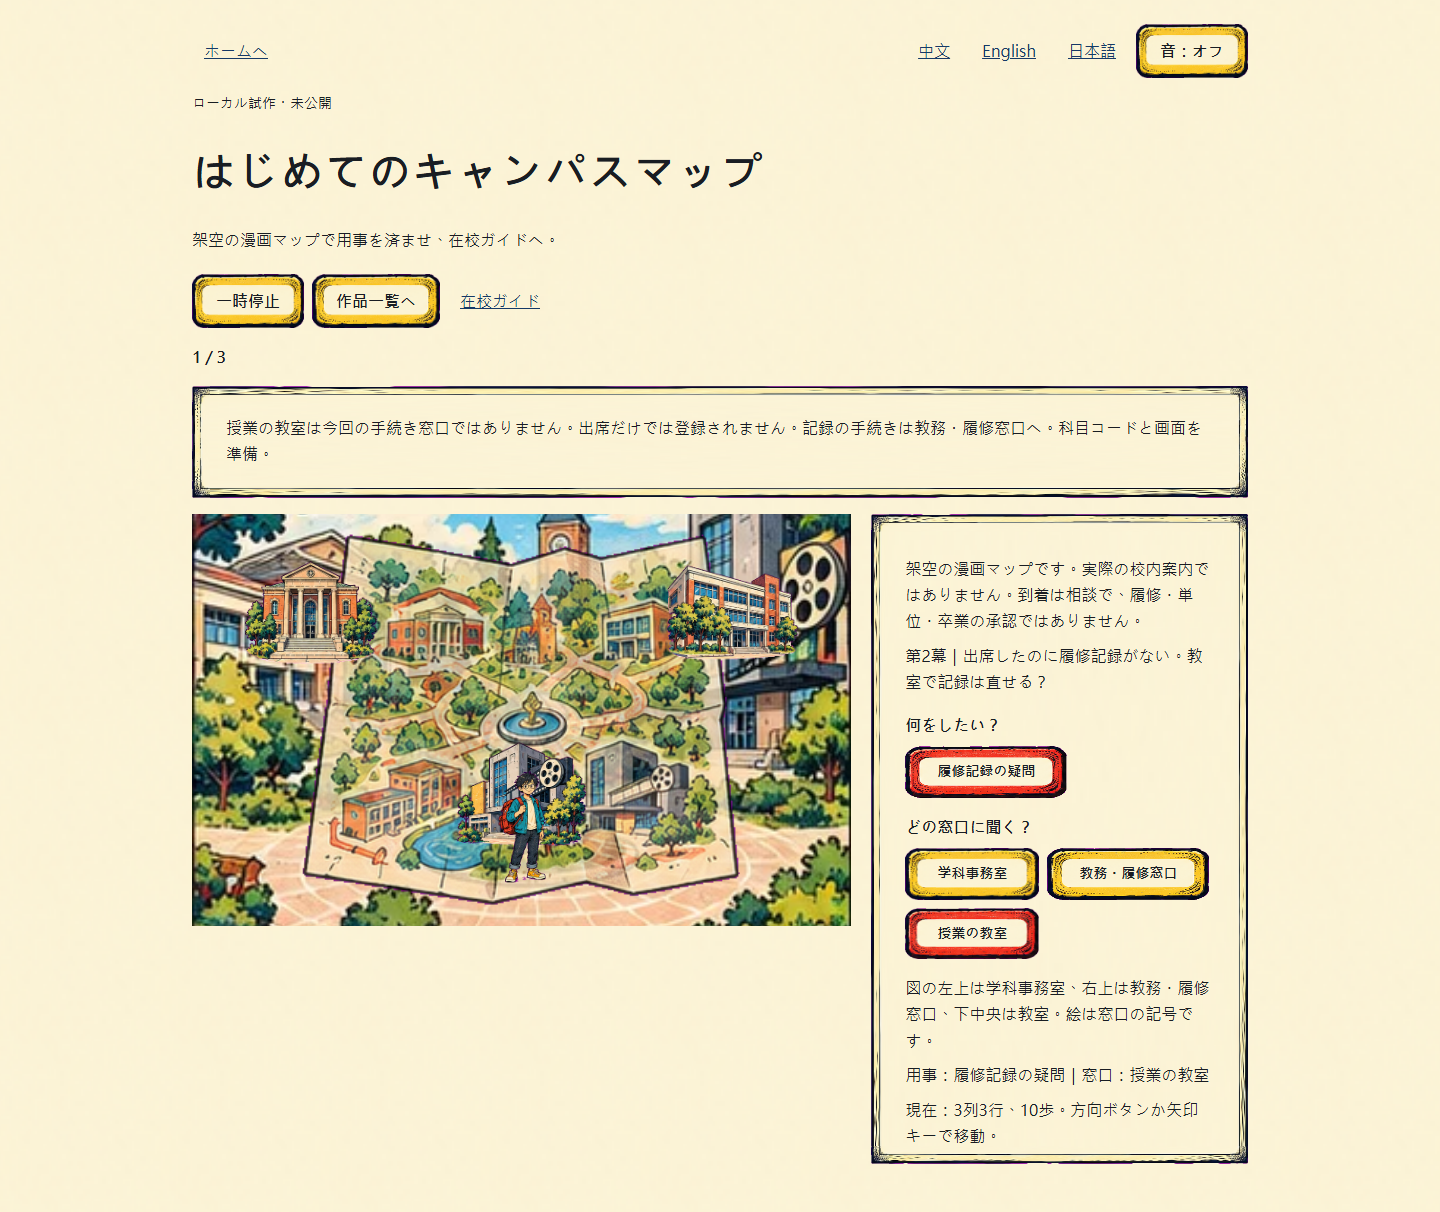 ホームへ
中文 English 日本語 音：オフ
ローカル試作・未公開
はじめてのキャンパスマップ
架空の漫画マップで用事を済ませ、在校ガイドへ。
一時停止 作品一覧へ 在校ガイド
1 / 3
授業の教室は今回の手続き窓口ではありません。出席だけでは登録されません。記録の手続きは教務・履修窓口へ。科目コードと画面を
準備。
架空の漫画マップです。実際の校内案内で
はありません。到着は相談で、履修・単
位・卒業の承認ではありません。
第2幕｜出席したのに履修記録がない。教
室で記録は直せる？
何をしたい？
履修記録の疑問
どの窓口に聞く？
学科事務室 教務・履修窓口
授業の教室
図の左上は学科事務室、右上は教務・履修
窓口、下中央は教室。絵は窓口の記号で
す。
用事：履修記録の疑問｜窓口：授業の教室
現在：3列3行、10歩。方向ボタンか矢印
キーで移動。